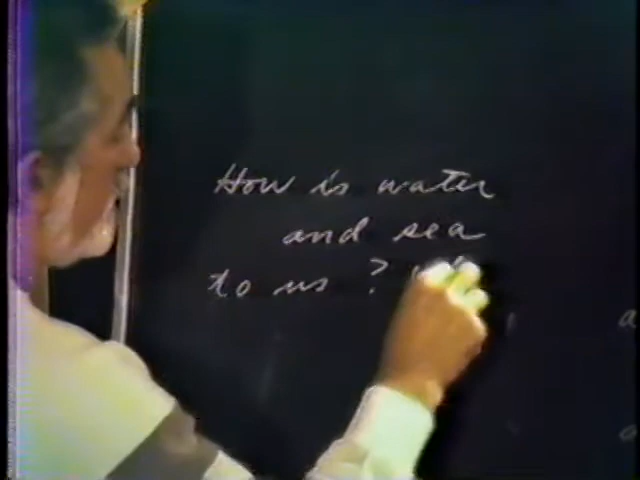 How is water
and sea
to us ?
a